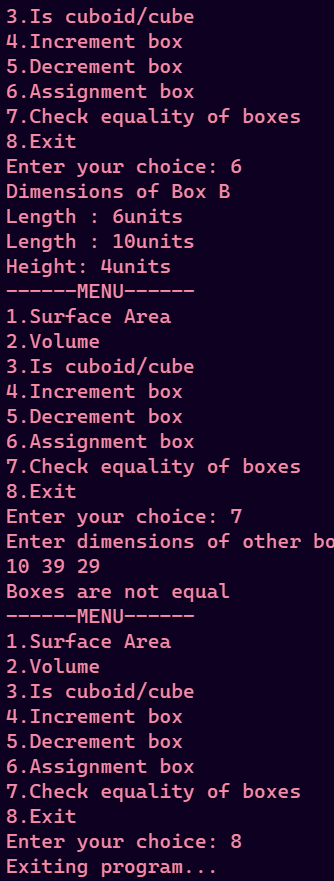 3.Is cuboid/cube
4.Increment box
5.Decrement box
6.Assignment box
7.Check equality of boxes
8.Exit
Enter your choice: 6
Dimensions of Box B
Length : 6units
Length : 10units
Height: 4units
------MENU------
1.Surface Area
2.Volume
3.Is cuboid/cube
4.Increment box
5.Decrement box
6.Assignment box
7.Check equality of boxes
8.Exit
Enter your choice: 7
Enter dimensions of other bo
10 39 29
Boxes are not equal
------MENU------
1.Surface Area
2.Volume
3.Is cuboid/cube
4.Increment box
5.Decrement box
6.Assignment box
7.Check equality of boxes
8.Exit
Enter your choice: 8
Exiting program...